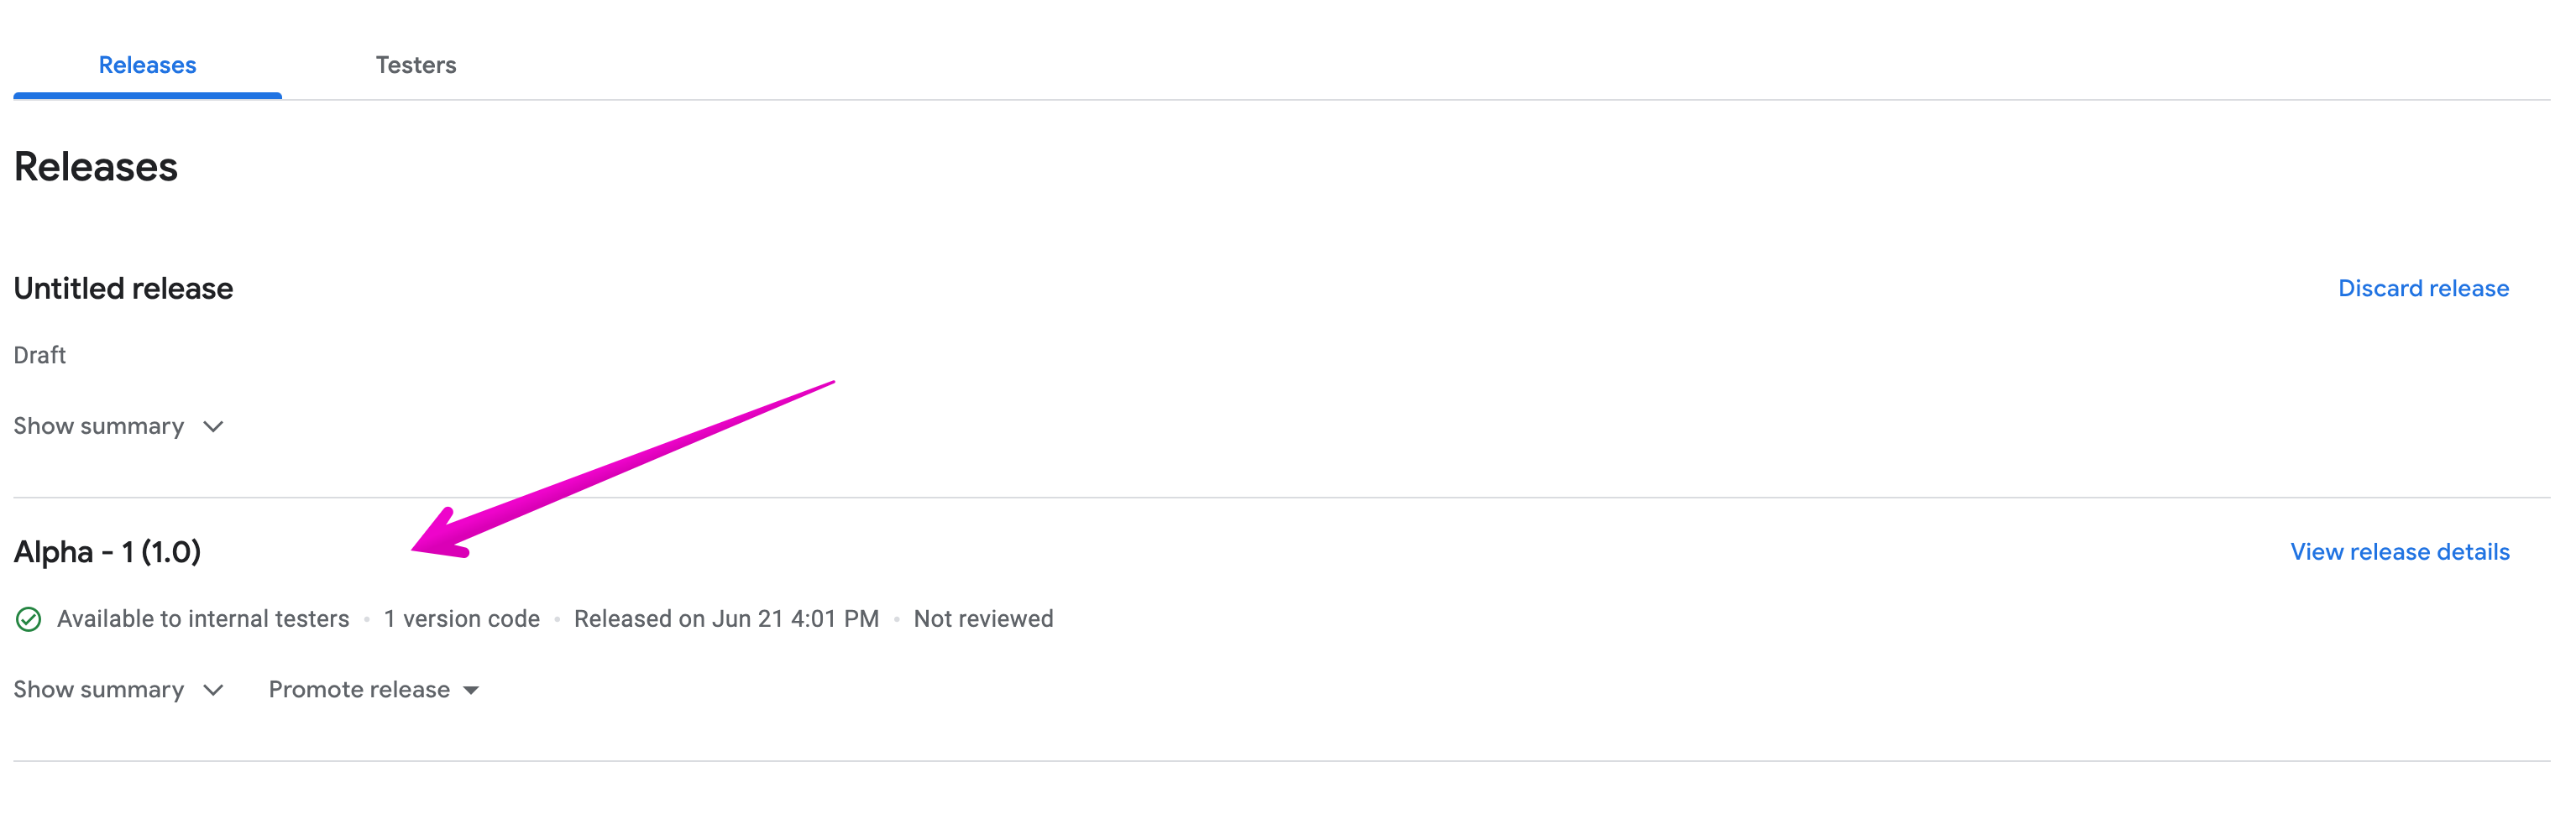 Releases Testers
Releases
Untitled release Discard release
Draft
Show summary
Alpha - 1 (1.0) View release details
Available to internal testers • 1 version code • Released on Jun 21 4:01 PM • Not reviewed
Show summary Promote release